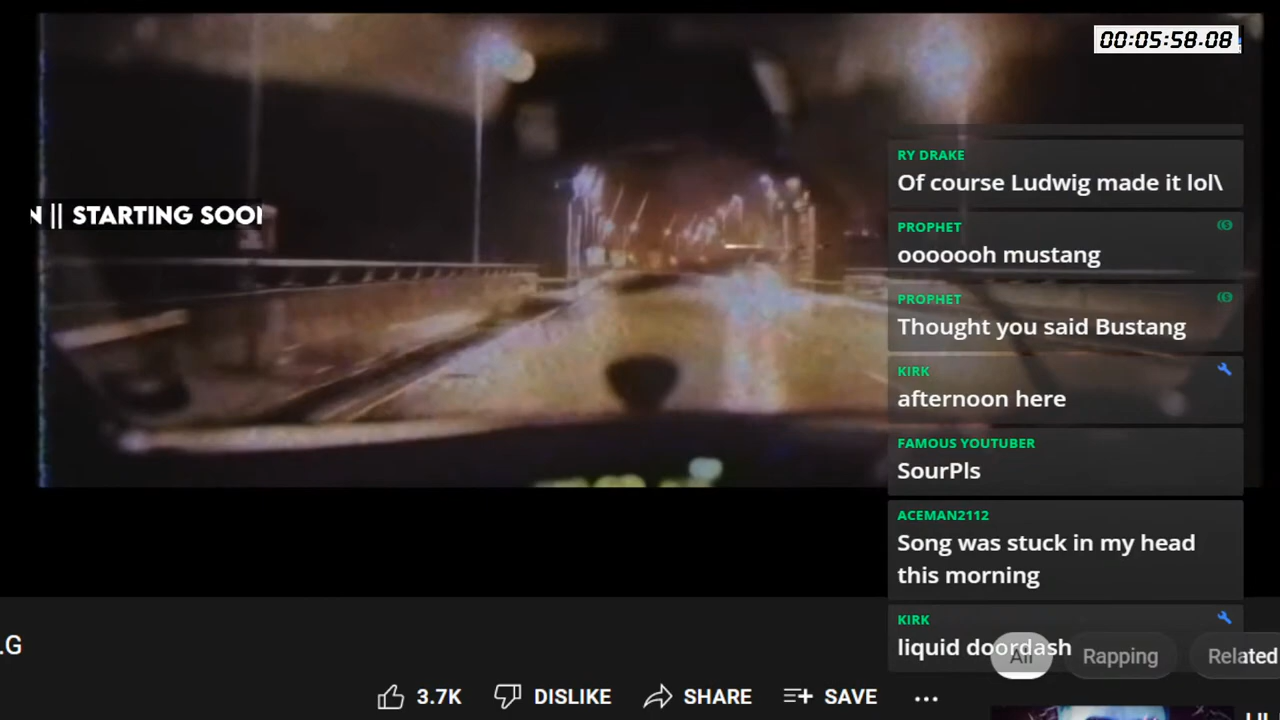 00:05:58.08
RY DRAKE
Of course Ludwig made it lol\
N || STARTING SOON
PROPHET
ooooooh mustang
PROPHET
Thought you said Bustang
KIRK
afternoon here
FAMOUS YOUTUBER
SourPls
ACEMAN2112
Song was stuck in my head
this morning
KIRK
liquid doordash
.G
All
Rapping
Related
3.7K
DISLIKE
SHARE
SAVE